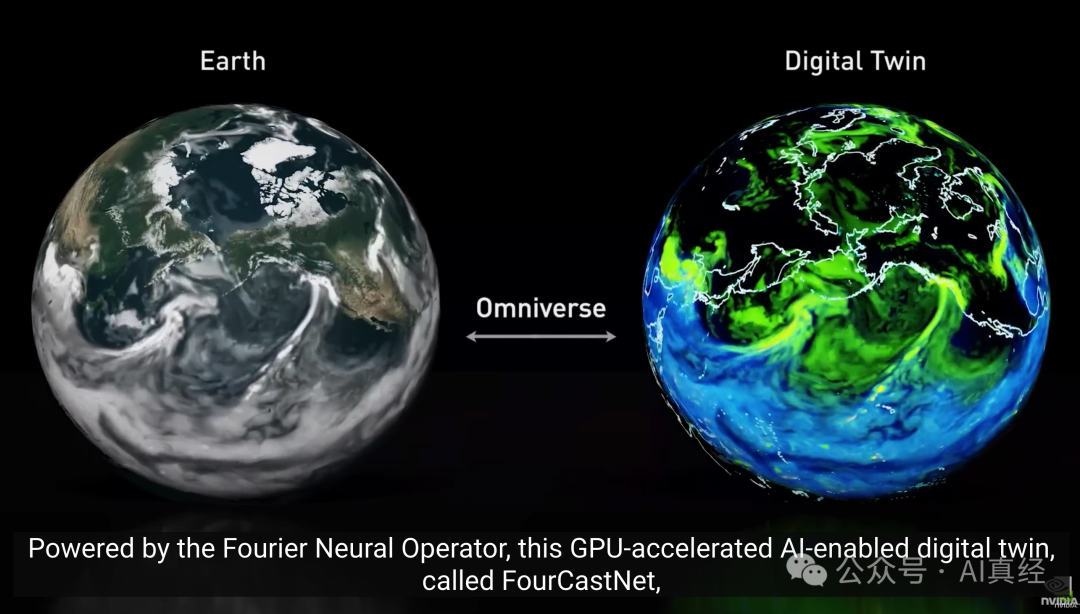 Earth
Digital Twin
Omniverse
Powered by the Fourier Neural Operator, this GPU-accelerated AI-enabled digital twin,
called FourCastNet,
公众号 · AI真经
NVIDIA